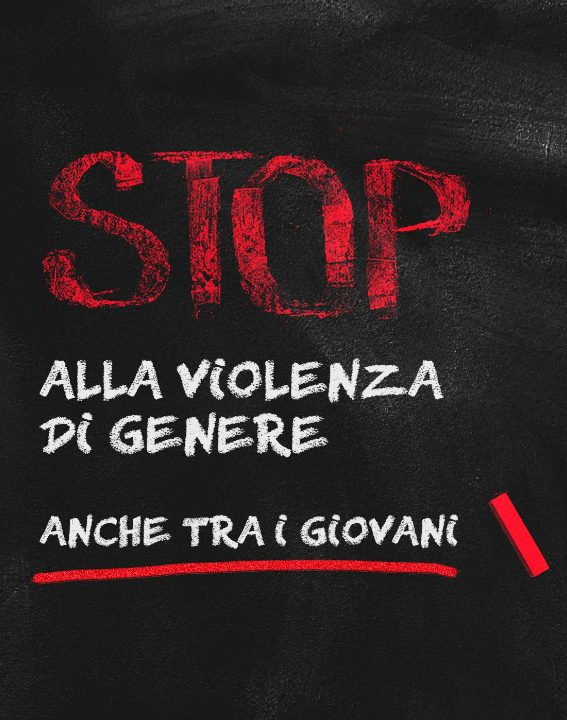 STOP
ALLA ViOLENZA
Di GENERE
ANCHE TRA i GiOVANi